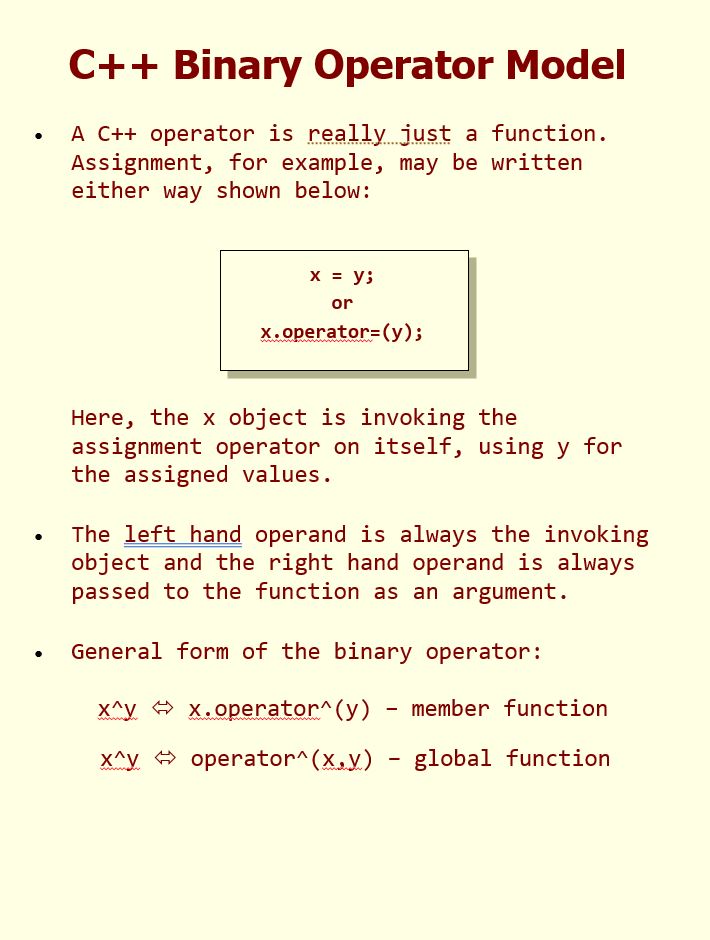 C++ Binary Operator Model
• A C++ operator is really just a function.
Assignment, for example, may be written
either way shown below:
x = y;
or
x.operator=(y);
Here, the x object is invoking the
assignment operator on itself, using y for
the assigned values.
• The left hand operand is always the invoking
object and the right hand operand is always
passed to the function as an argument.
• General form of the binary operator:
x^y ⬄ x.operator^(y) – member function
x^y ⬄ operator^(x,y) – global function